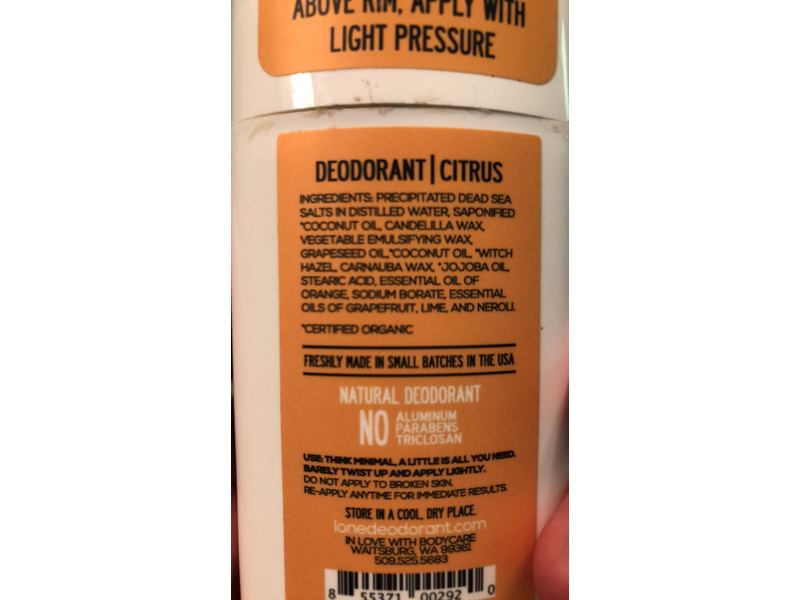 ABOVE RIM, APPLY WITH
LIGHT PRESSURE
DEODORANT | CITRUS
INGREDIENTS: PRECIPITATED DEAD SEA
SALTS IN DISTILLED WATER, SAPONIFIED
*COCONUT OIL, CANDELILLA WAX,
VEGETABLE EMULSIFYING WAX,
GRAPESEED OIL, *COCONUT OIL, *WITCH
HAZEL, CARNAUBA WAX, *JOJOBA OIL,
STEARIC ACID, ESSENTIAL OIL OF
ORANGE, SODIUM BORATE, ESSENTIAL
OILS OF GRAPEFRUIT, LIME, AND NEROLI.
*CERTIFIED ORGANIC
FRESHLY MADE IN SMALL BATCHES IN THE USA
NATURAL DEODORANT
NO ALUMINUM
PARABENS
TRICLOSAN
USE: THINK MINIMAL, A LITTLE IS ALL YOU NEED.
BARELY TWIST UP AND APPLY LIGHTLY.
DO NOT APPLY TO BROKEN SKIN.
RE-APPLY ANYTIME FOR IMMEDIATE RESULTS.
STORE IN A COOL, DRY PLACE.
lonedeodorant.com
IN LOVE WITH BODYCARE
WAITSBURG, WA 99361
509.525.5683
8 55371 00292 0